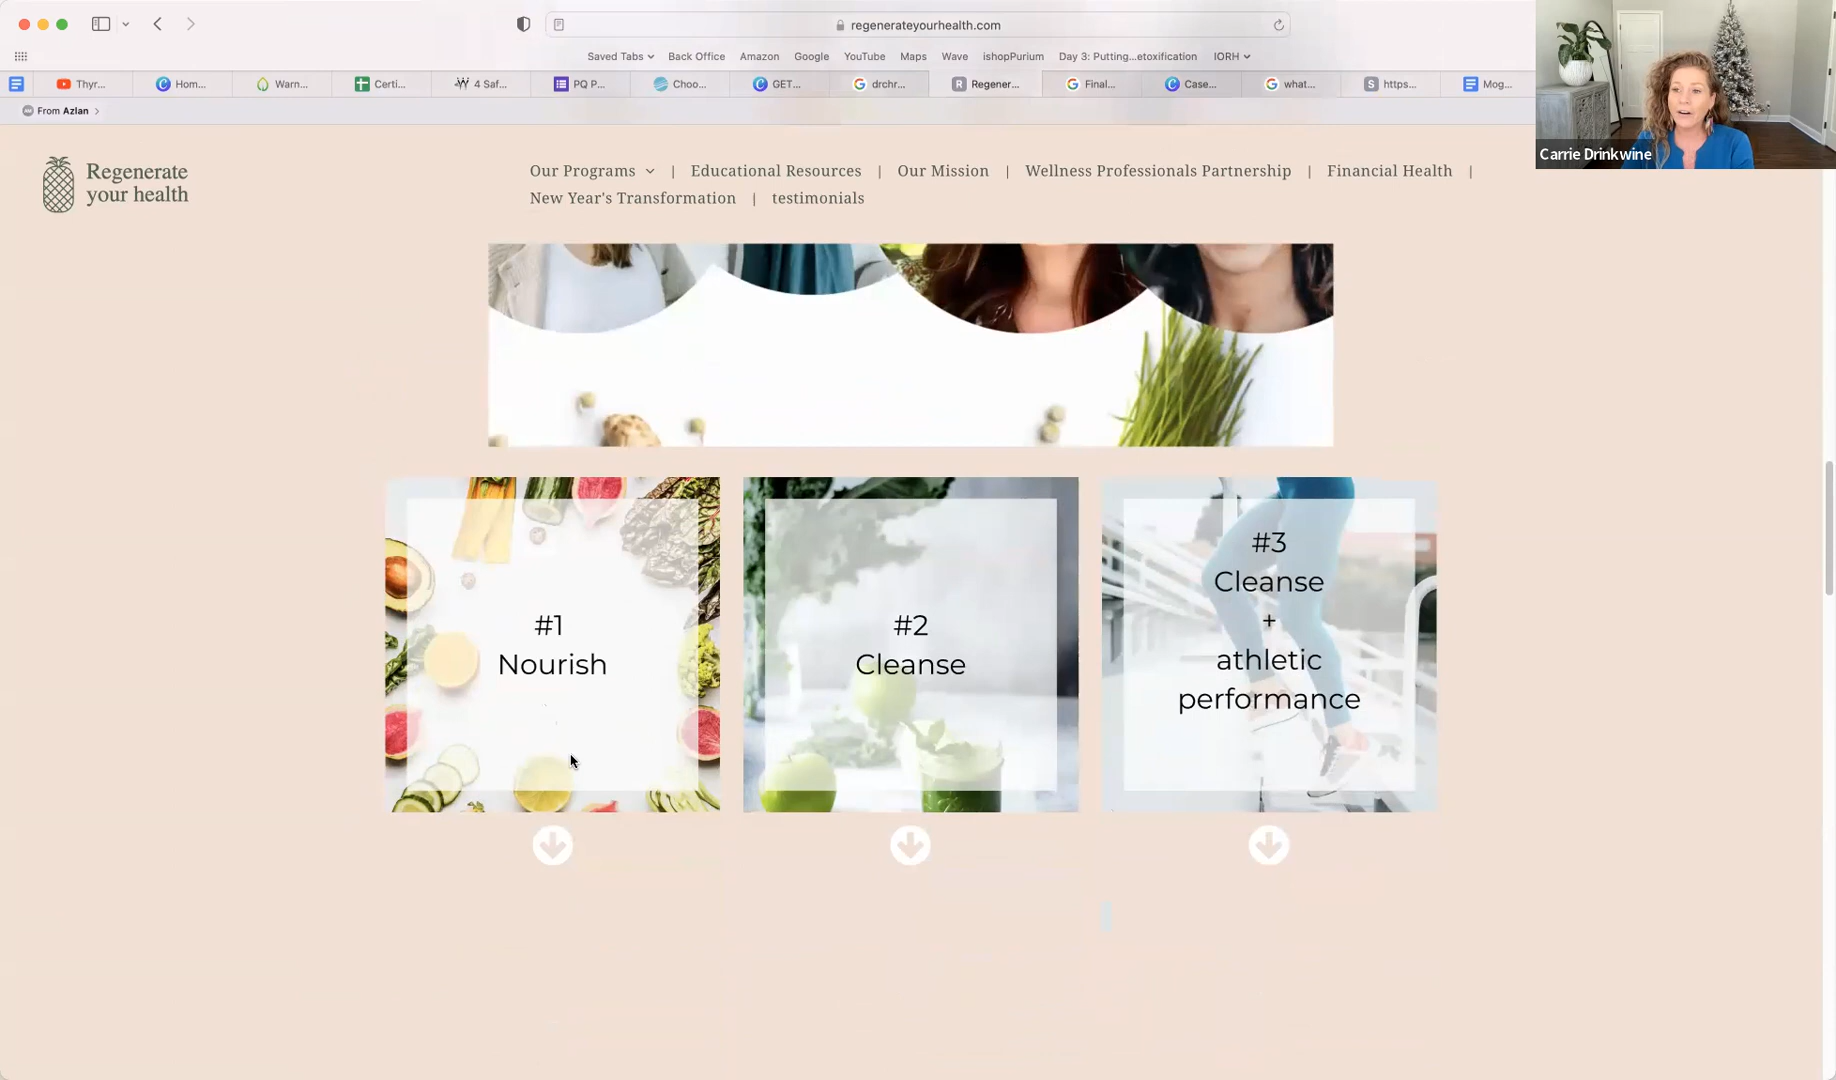 regenerateyourhealth.com
Saved Tabs Back Office Amazon Google YouTube Maps Wave ishopPurium Day 3: Putting...etoxification IORH
Thyr... Hom... Warn... Certi... 4 Saf... PQ P... Choo... GET... drchr... Regener... Final... Case... what... https... Mog...
From Azlan
Carrie Drinkwine
Regenerate
your health
Our Programs | Educational Resources | Our Mission | Wellness Professionals Partnership | Financial Health |
New Year's Transformation | testimonials
#1
Nourish
#2
Cleanse
#3
Cleanse
+
athletic
performance